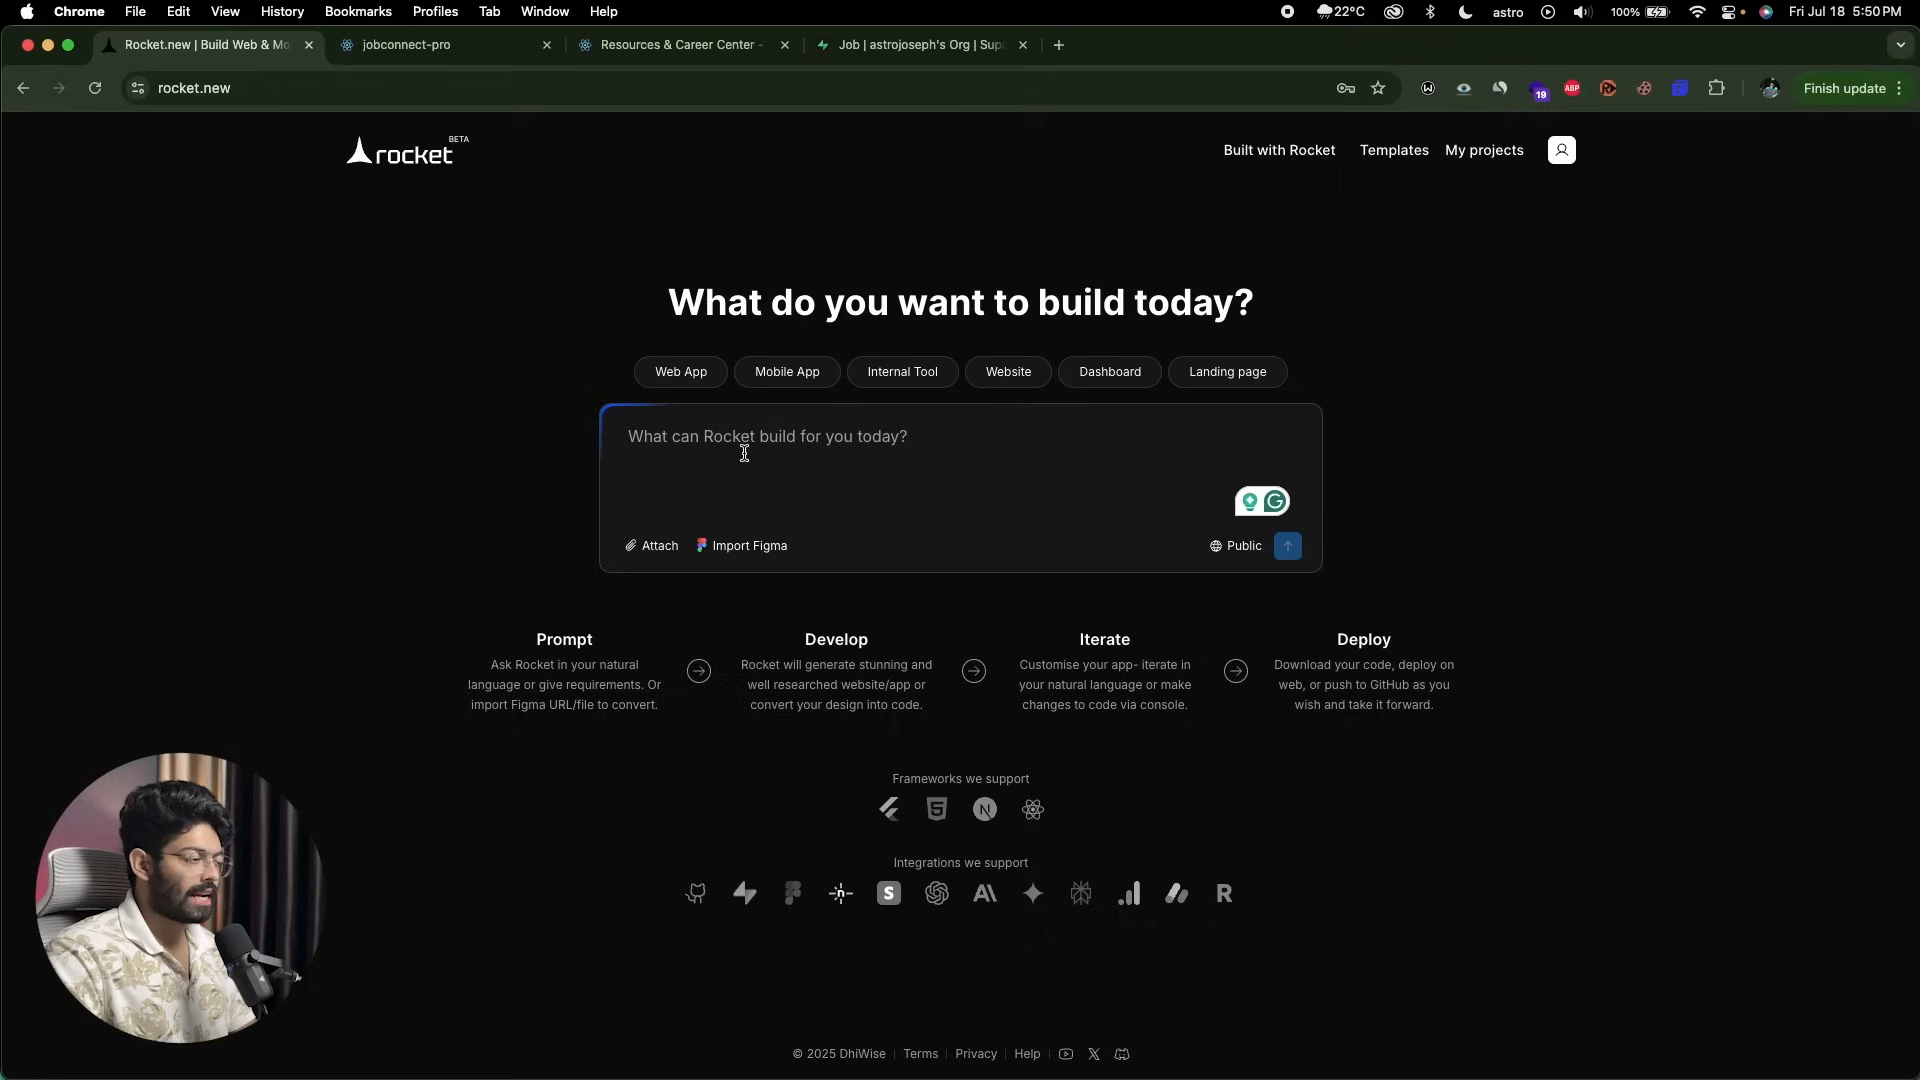 Chrome File Edit View History Bookmarks Profiles Tab Window Help 22°C astro 100% Fri Jul 18 5:50 PM
Rocket.new | Build Web & Mo jobconnect-pro Resources & Career Center - Job | astrojoseph's Org | Supa
rocket.new 19 ABP Finish update
rocket BETA Built with Rocket Templates My projects
What do you want to build today?
Web App Mobile App Internal Tool Website Dashboard Landing page
What can Rocket build for you today?
Attach Import Figma Public
Prompt Develop Iterate Deploy
Ask Rocket in your natural Rocket will generate stunning and Customise your app- iterate in Download your code, deploy on
language or give requirements. Or well researched website/app or your natural language or make web, or push to GitHub as you
import Figma URL/file to convert. convert your design into code. changes to code via console. wish and take it forward.
Frameworks we support
Integrations we support
© 2025 DhiWise Terms Privacy Help